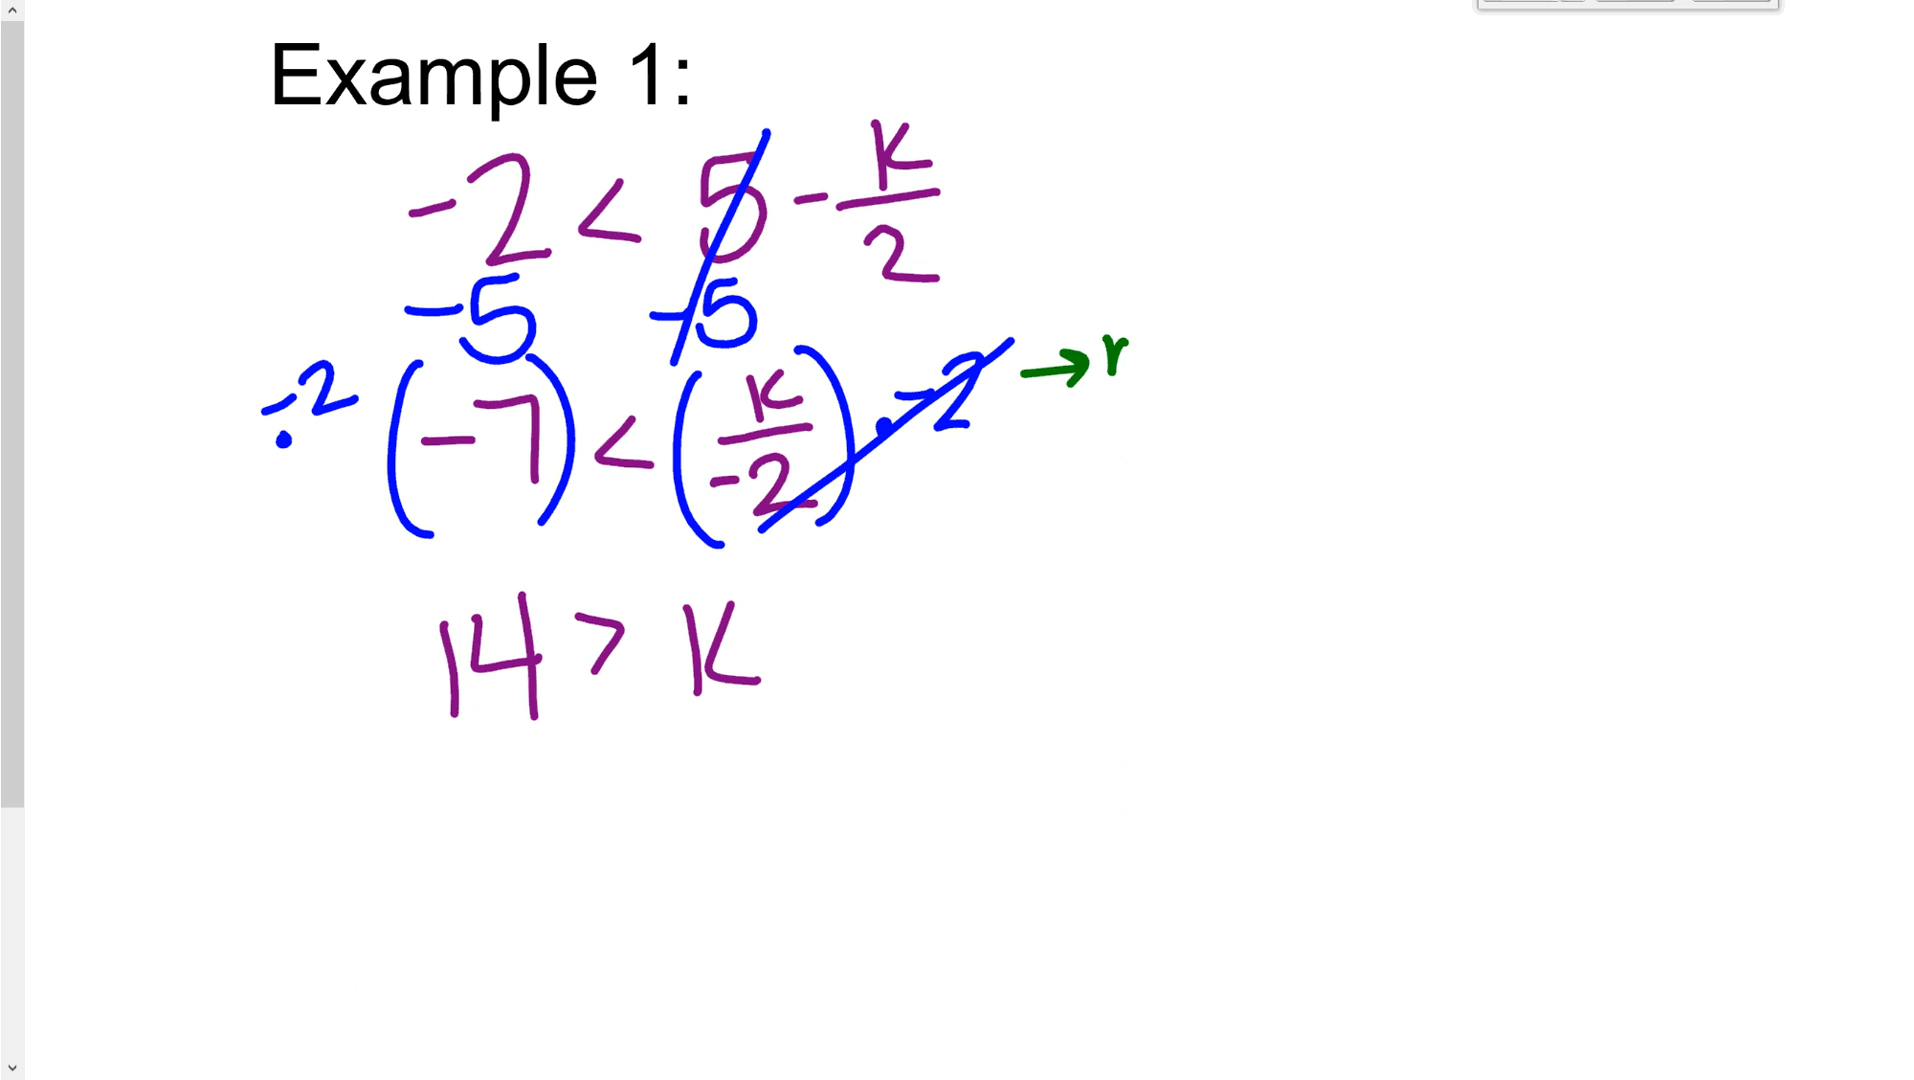 Example 1:
-2 < 5 - k/2
-5 -5
-2 · (-7) < (k/-2) · -2 → r
14 > k